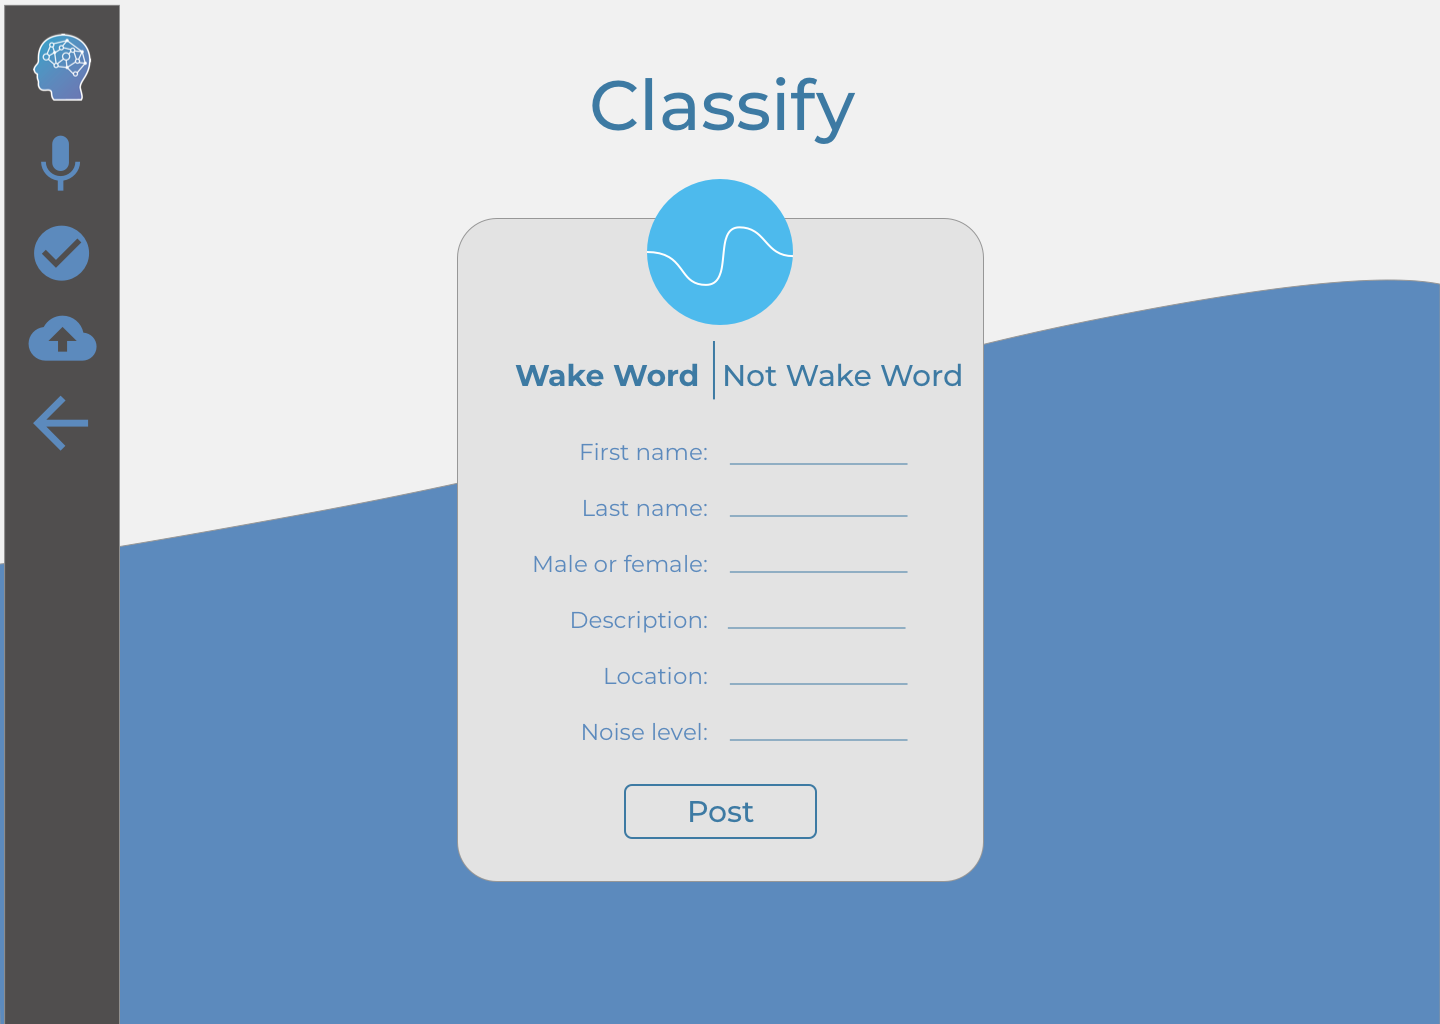 Classify
Wake Word Not Wake Word
First name:
Last name:
Male or female:
Description:
Location:
Noise level:
Post